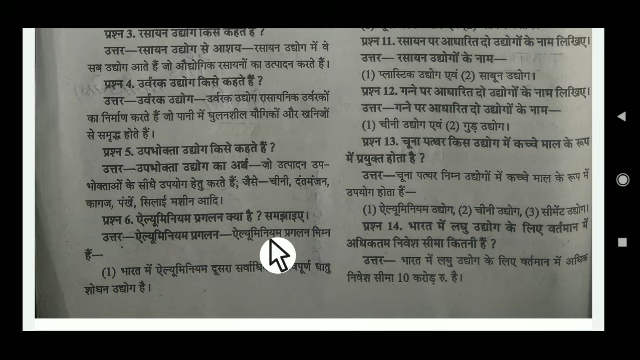 प्रश्न 3. रसायन उद्योग किसे कहते हैं ?
उत्तर—रसायन उद्योग से आशय—रसायन उद्योग में वे
सब उद्योग आते हैं जो औद्योगिक रसायनों का उत्पादन करते हैं।
प्रश्न 4. उर्वरक उद्योग किसे कहते हैं ?
उत्तर—उर्वरक उद्योग—उर्वरक उद्योग रासायनिक उर्वरकों
का निर्माण करते हैं जो पानी में घुलनशील यौगिकों और खनिजों
से समृद्ध होते हैं।
प्रश्न 5. उपभोक्ता उद्योग किसे कहते हैं ?
उत्तर—उपभोक्ता उद्योग का अर्थ—जो उत्पादन उप-
भोक्ताओं के सीधे उपयोग हेतु करते हैं; जैसे—चीनी, दंतमंजन,
कागज, पंखें, सिलाई मशीन आदि।
प्रश्न 6. ऐल्यूमिनियम प्रगलन क्या है ? समझाइए।
उत्तर—ऐल्यूमिनियम प्रगलन—ऐल्यूमिनियम प्रगलन निम्न
हैं—
(1) भारत में ऐल्यूमिनियम दूसरा धातु
शोधन उद्योग है।
प्रश्न 11. रसायन पर आधारित दो उद्योगों के नाम लिखिए।
उत्तर— रसायन उद्योगों के नाम—
(1) प्लास्टिक उद्योग एवं (2) साबुन उद्योग।
प्रश्न 12. गन्ने पर आधारित दो उद्योगों के नाम लिखिए।
उत्तर—गन्ने पर आधारित दो उद्योगों के नाम—
(1) चीनी उद्योग एवं (2) गुड़ उद्योग।
प्रश्न 13. चूना पत्थर किस उद्योग में कच्चे माल के रूप
में प्रयुक्त होता है ?
उत्तर—चूना पत्थर निम्न उद्योगों में कच्चे माल के रूप में
उपयोग होता है—
(1) ऐल्यूमिनियम उद्योग, (2) चीनी उद्योग, (3) सीमेंट उद्योग।
प्रश्न 14. भारत में लघु उद्योग के लिए वर्तमान में
अधिकतम निवेश सीमा कितनी हैं ?
उत्तर— भारत में लघु उद्योग के लिए वर्तमान में अधिक
निवेश सीमा 10 करोड़ रु. है।